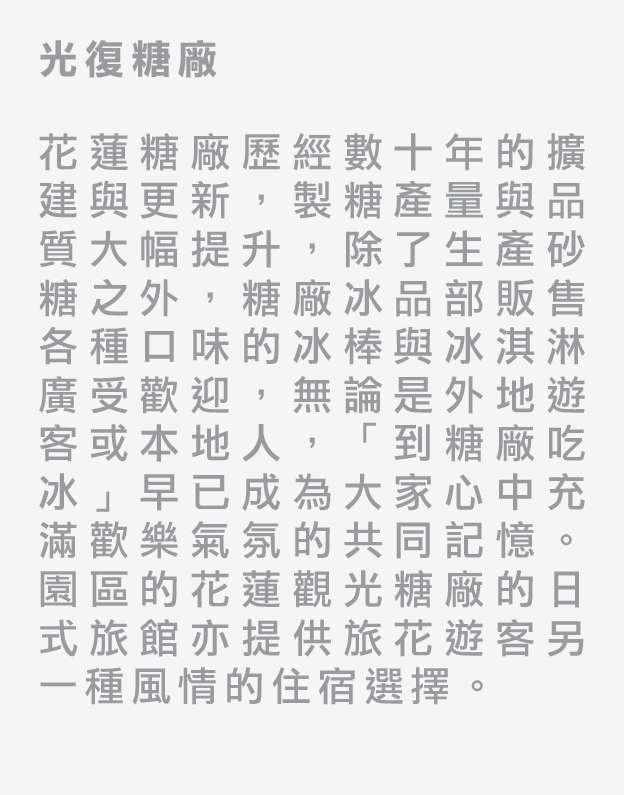 光復糖廠
花蓮糖廠歷經數十年的擴
建與更新，製糖產量與品
質大幅提升，除了生產砂
糖之外，糖廠冰品部販售
各種口味的冰棒與冰淇淋
廣受歡迎，無論是外地遊
客或本地人，「到糖廠吃
冰」早已成為大家心中充
滿歡樂氣氛的共同記憶。
園區的花蓮觀光糖廠的日
式旅館亦提供旅花遊客另
一種風情的住宿選擇。